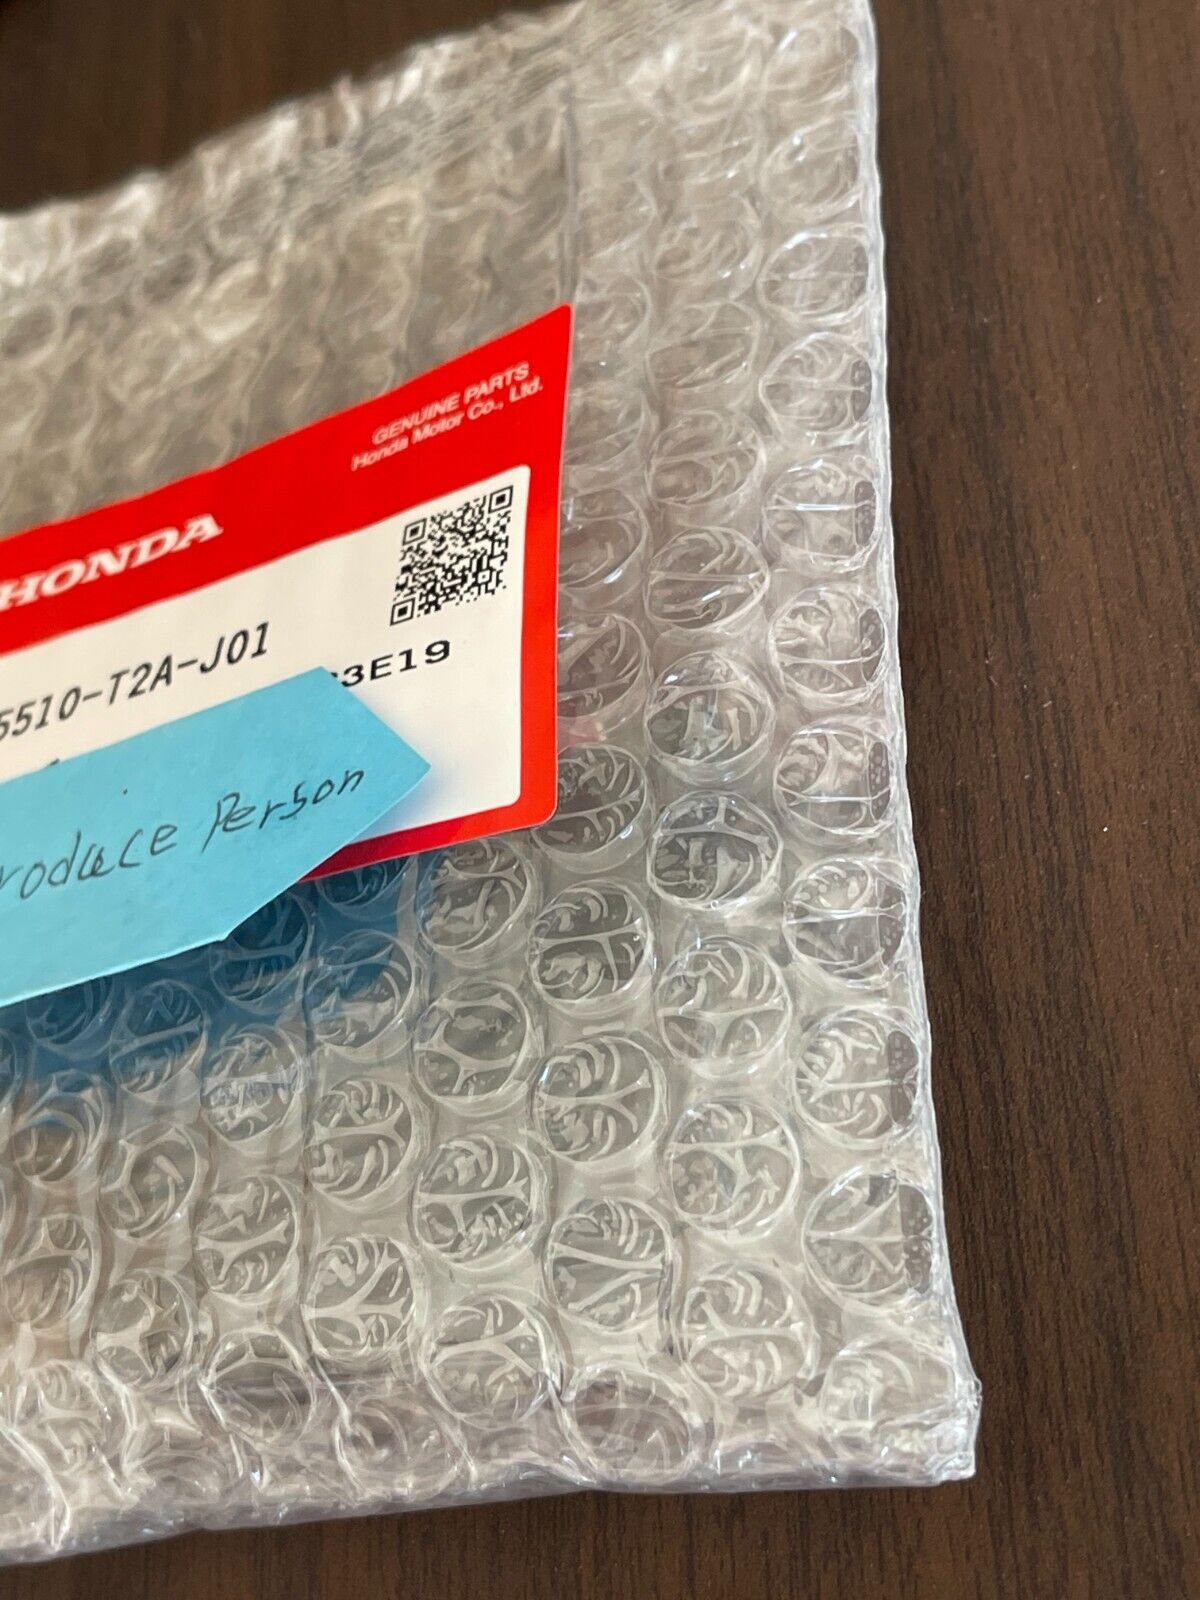 GENUINE PARTS
Honda Motor Co., Ltd.
HONDA
5510-T2A-J01
3E19
roduce Person